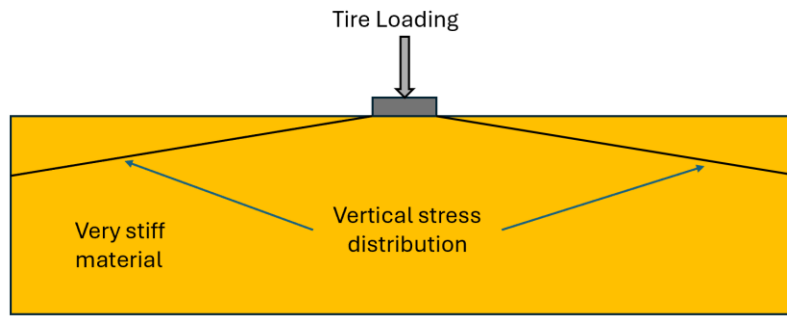 Tire Loading
Vertical stress
distribution
Very stiff
material